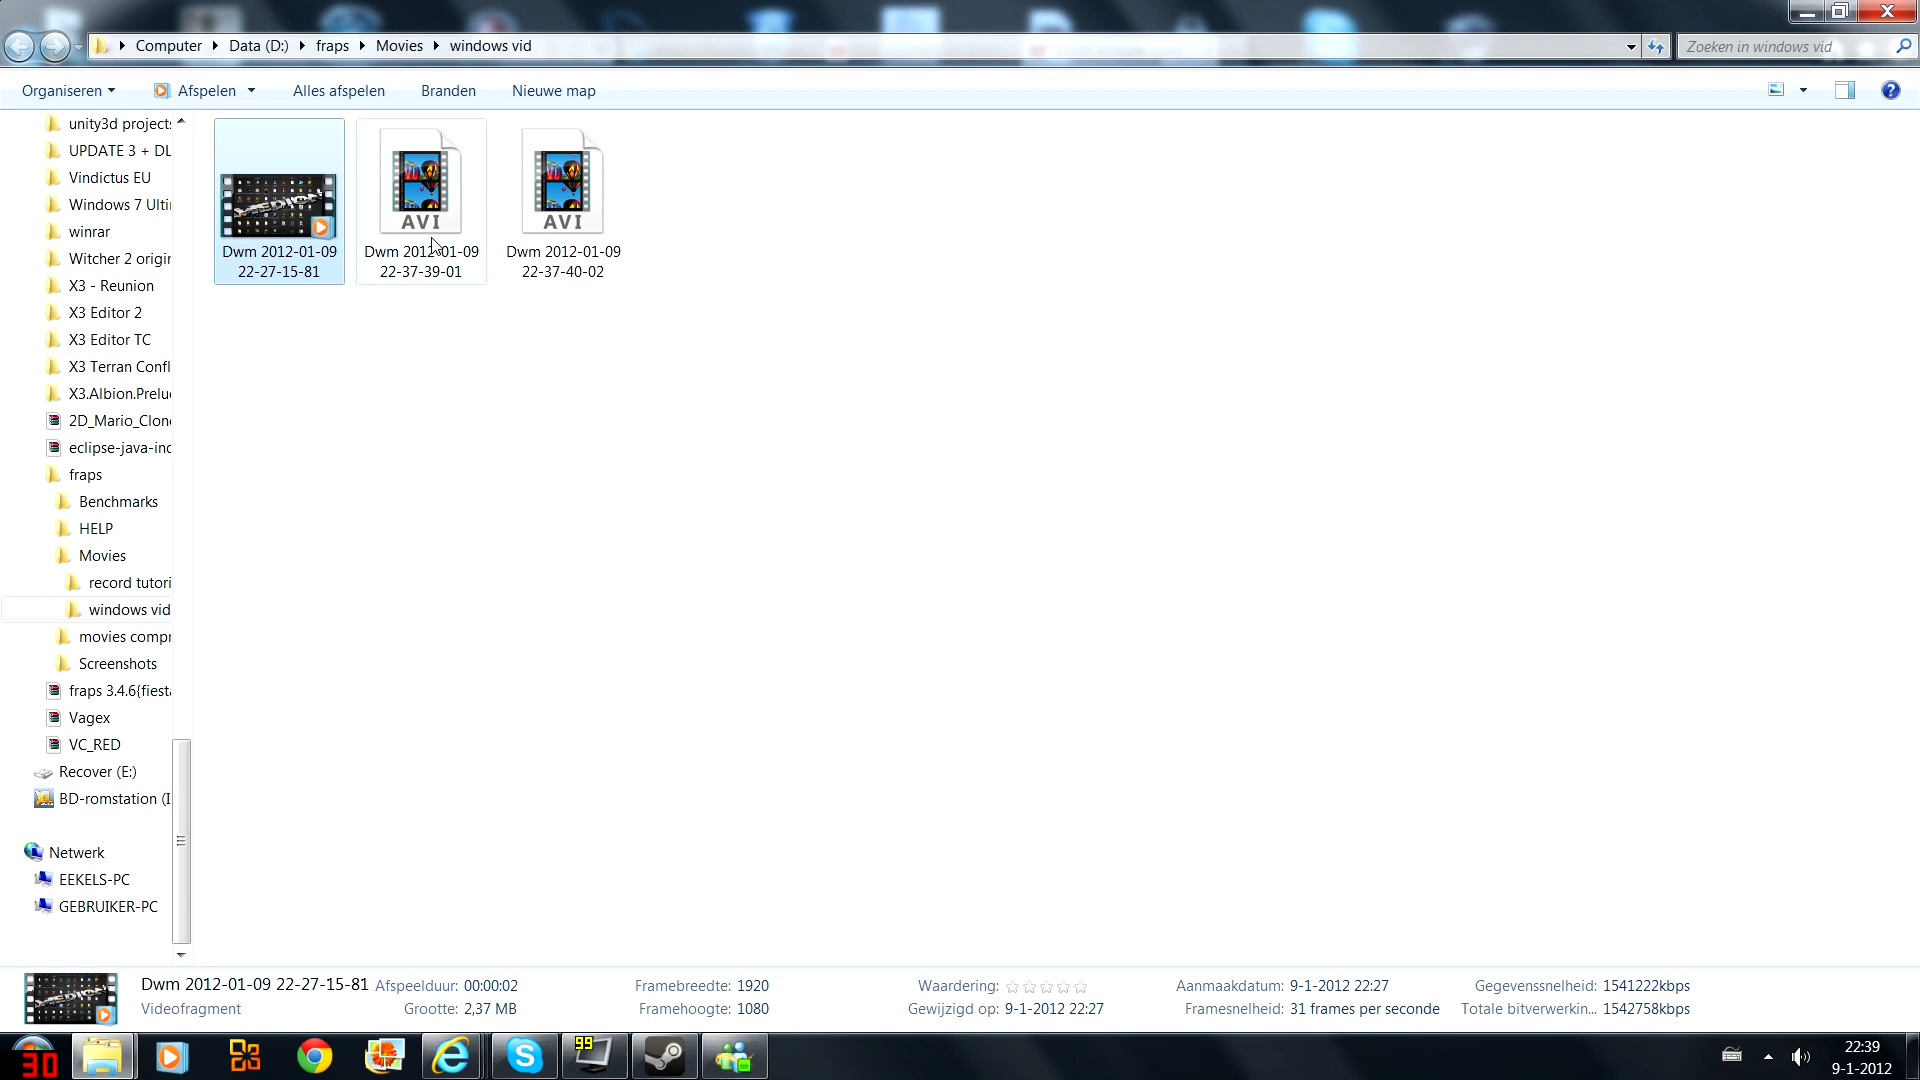 Computer Data (D:) fraps Movies windows vid
Zoeken in windows vid
Organiseren Afspelen Alles afspelen Branden Nieuwe map
unity3d projects
UPDATE 3 + DL
Vindictus EU
Windows 7 Ulti
winrar
Witcher 2 origin
X3 - Reunion
X3 Editor 2
X3 Editor TC
X3 Terran Confl
X3.Albion.Prelu
2D_Mario_Clone
eclipse-java-ind
fraps
Benchmarks
HELP
Movies
record tutori
windows vid
movies compr
Screenshots
fraps 3.4.6{fiest
Vagex
VC_RED
Recover (E:)
BD-romstation (I
Netwerk
EEKELS-PC
GEBRUIKER-PC
MEDION
AVI
AVI
Dwm 2012-01-09
22-27-15-81
Dwm 2012-01-09
22-37-39-01
Dwm 2012-01-09
22-37-40-02
MEDION
Dwm 2012-01-09 22-27-15-81 Afspeelduur: 00:00:02 Framebreedte: 1920 Waardering: Aanmaakdatum: 9-1-2012 22:27 Gegevenssnelheid: 1541222kbps
Videofragment Grootte: 2,37 MB Framehoogte: 1080 Gewijzigd op: 9-1-2012 22:27 Framesnelheid: 31 frames per seconde Totale bitverwerkin... 1542758kbps
30
99
22:39
9-1-2012